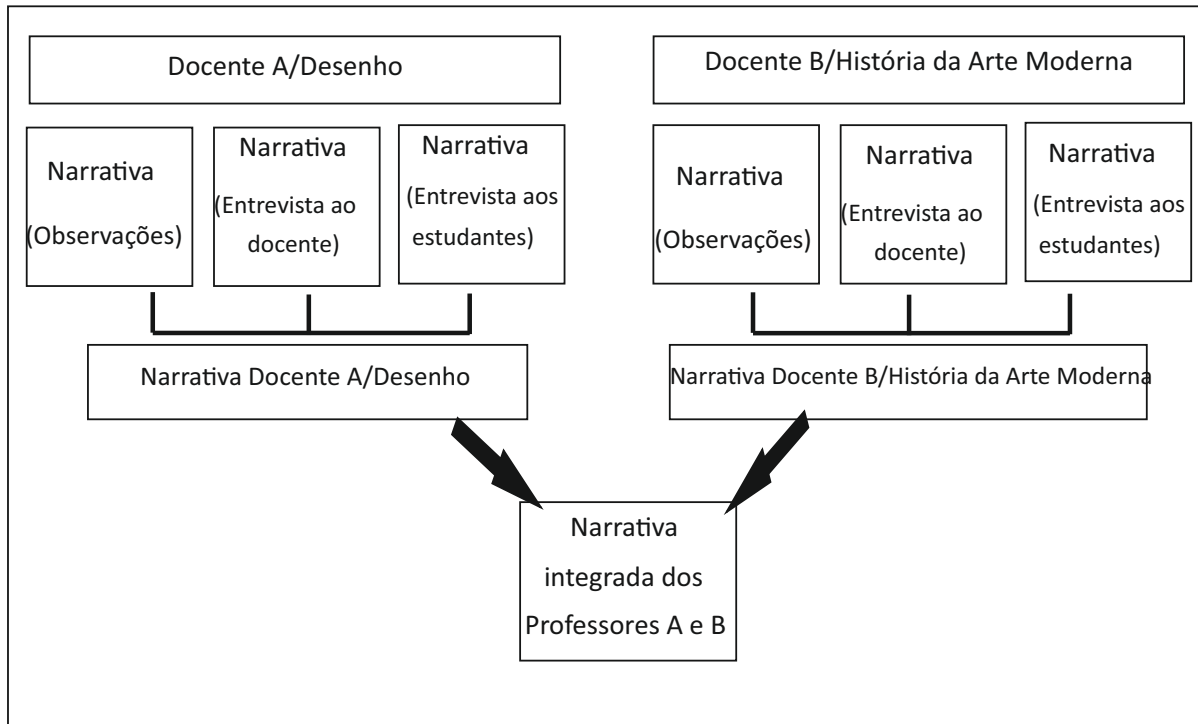 Docente A/Desenho
Docente B/História da Arte Moderna
Narrativa
(Observações)
Narrativa
(Entrevista ao
docente)
Narrativa
(Entrevista aos
estudantes)
Narrativa
(Observações)
Narrativa
(Entrevista ao
docente)
Narrativa
(Entrevista aos
estudantes)
Narrativa Docente A/Desenho
Narrativa Docente B/História da Arte Moderna
Narrativa
integrada dos
Professores A e B